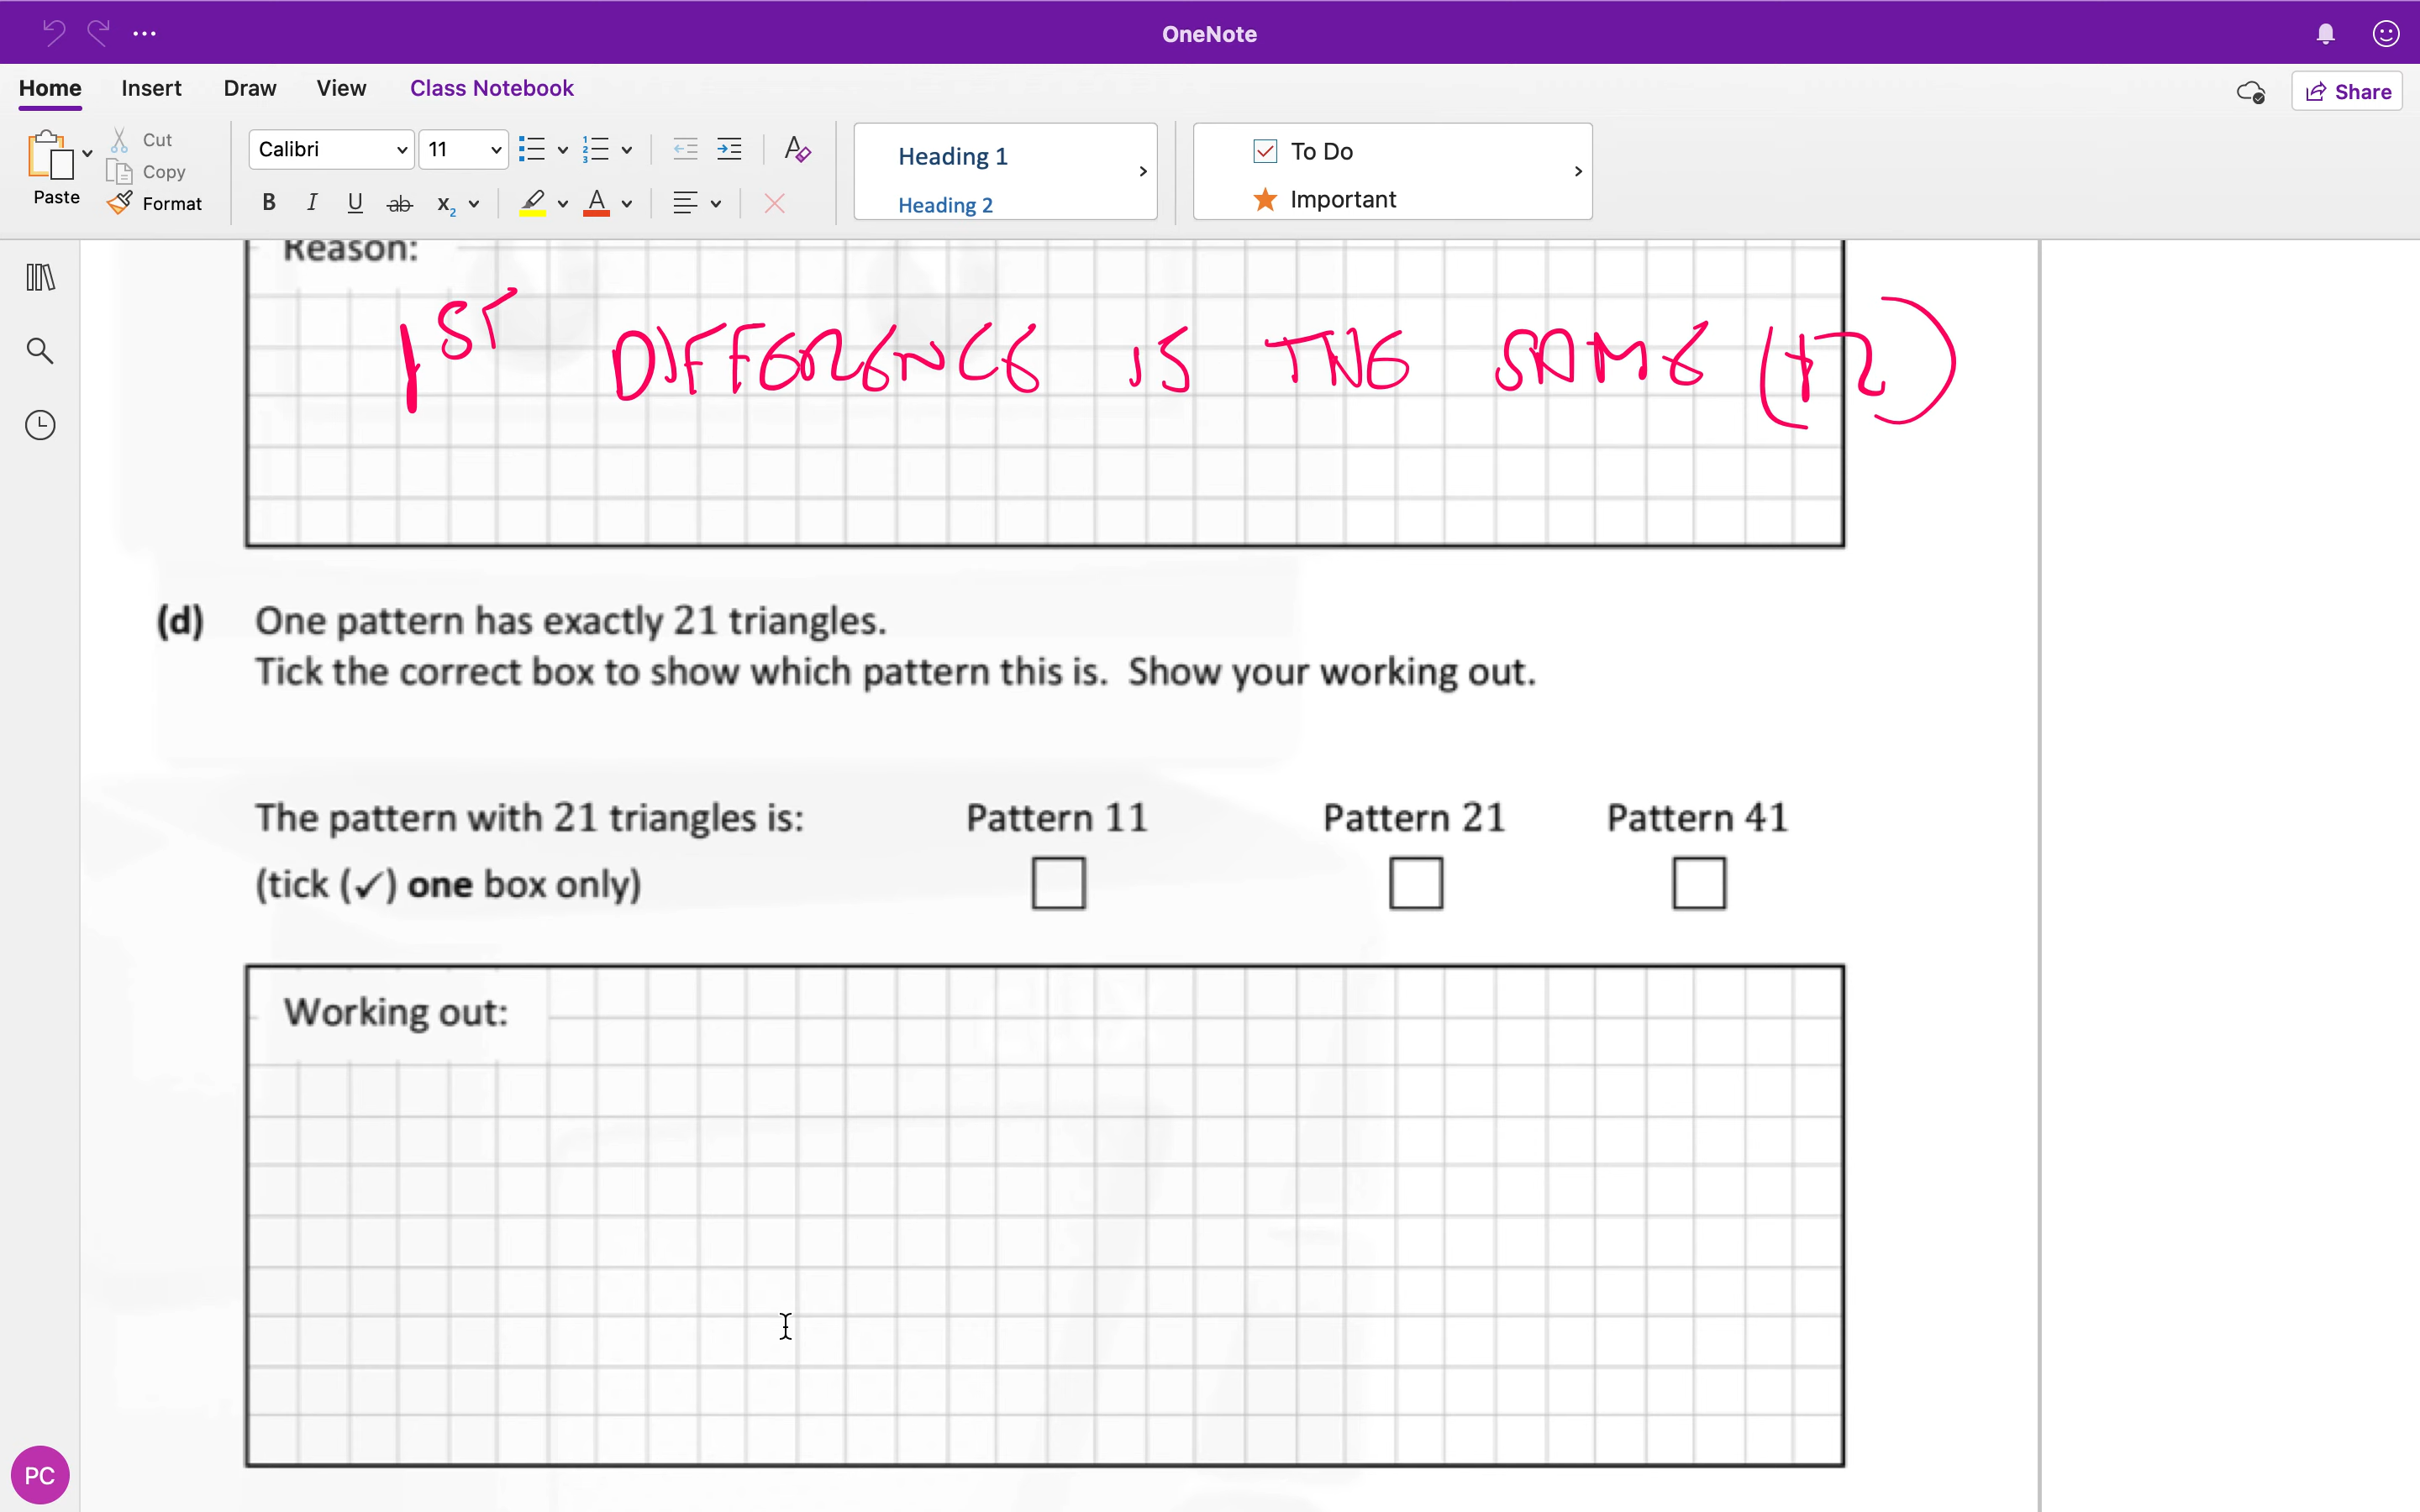 OneNote
Home Insert Draw View Class Notebook Share
Paste Cut Copy Format
Calibri 11
B I U ab x2 A
Heading 1
Heading 2
To Do
Important
Reason:
1ST DIFFERENCE IS THE SAME (+2)
(d) One pattern has exactly 21 triangles.
Tick the correct box to show which pattern this is. Show your working out.
The pattern with 21 triangles is: Pattern 11 Pattern 21 Pattern 41
(tick (✓) one box only)
Working out:
PC